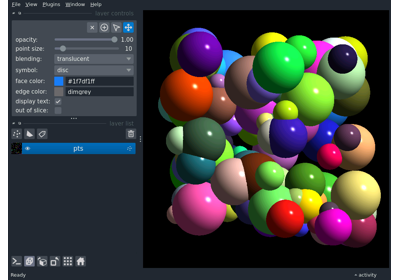 File View Plugins Window Help
layer controls
opacity: 1.00
point size: 10
blending: translucent
symbol: disc
face color: #1f7df1ff
edge color: dimgrey
display text:
out of slice:
layer list
pts
Ready
activity